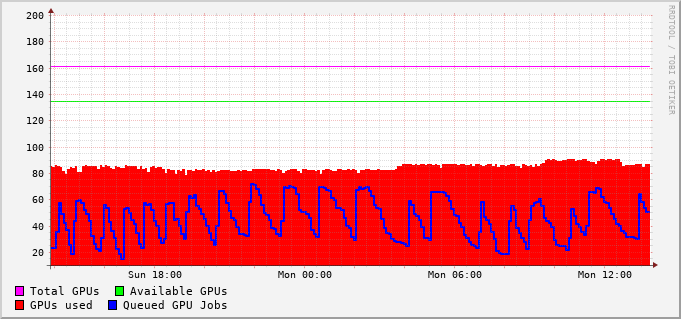 RRDTOOL / TOBI OETIKER
200
180
160
140
120
100
80
60
40
20
Sun 18:00 Mon 00:00 Mon 06:00 Mon 12:00
Total GPUs Available GPUs
GPUs used Queued GPU Jobs